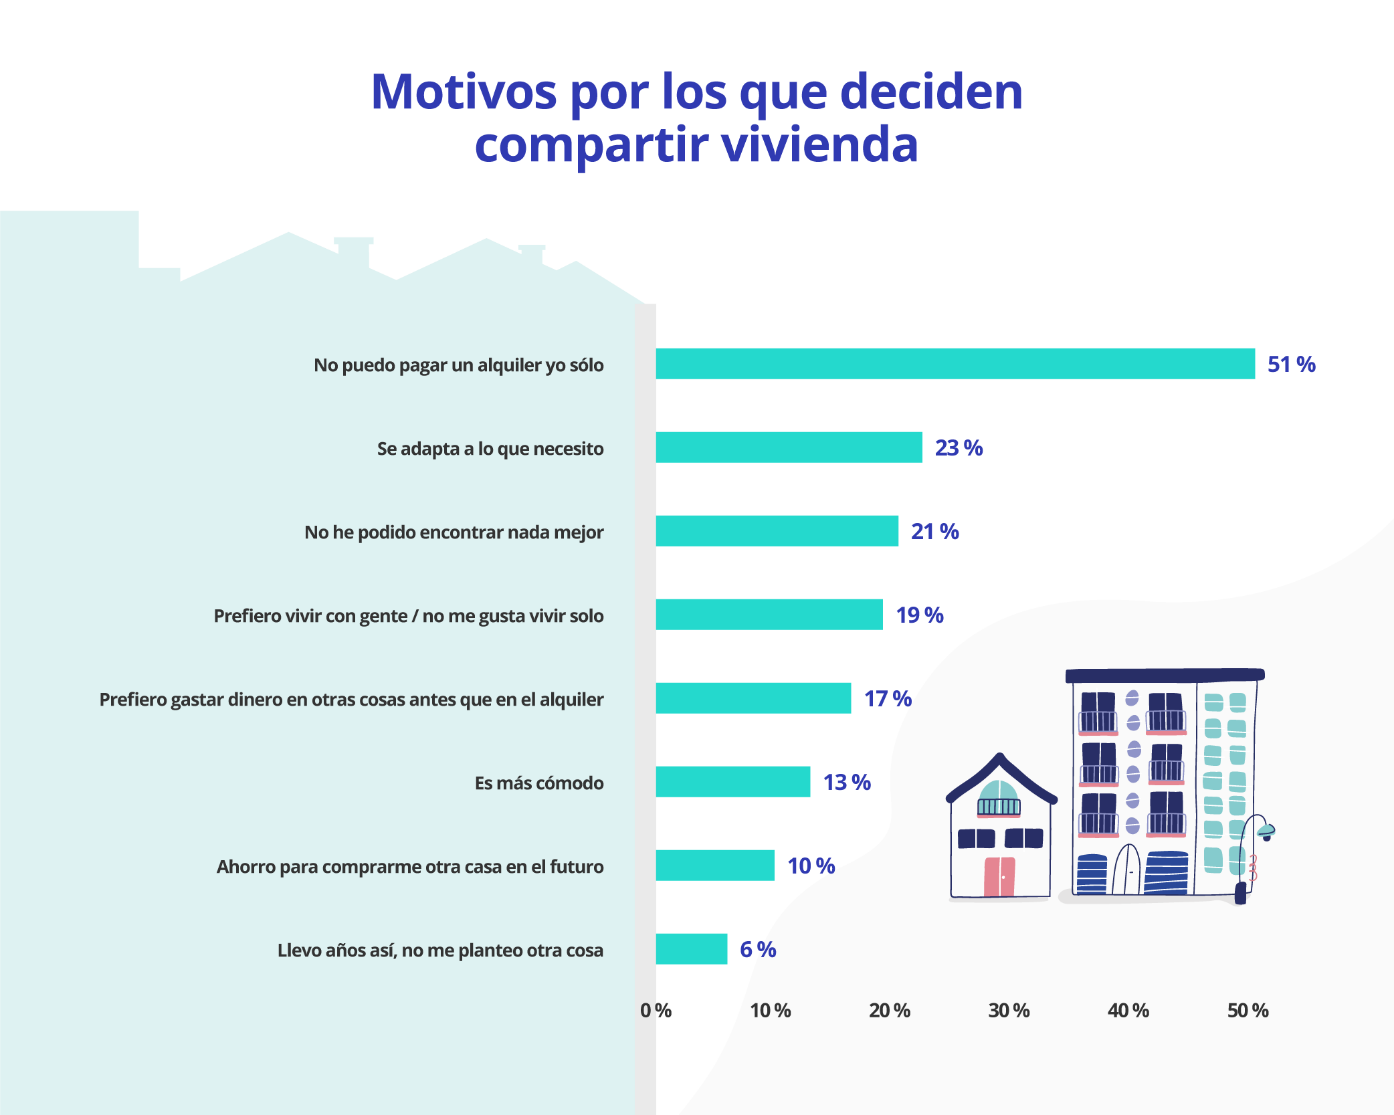 Motivos por los que deciden
compartir vivienda
No puedo pagar un alquiler yo sólo 51 %
Se adapta a lo que necesito 23 %
No he podido encontrar nada mejor 21 %
Prefiero vivir con gente / no me gusta vivir solo 19 %
Prefiero gastar dinero en otras cosas antes que en el alquiler 17 %
Es más cómodo 13 %
Ahorro para comprarme otra casa en el futuro 10 %
Llevo años así, no me planteo otra cosa 6 %
0 % 10 % 20 % 30 % 40 % 50 %